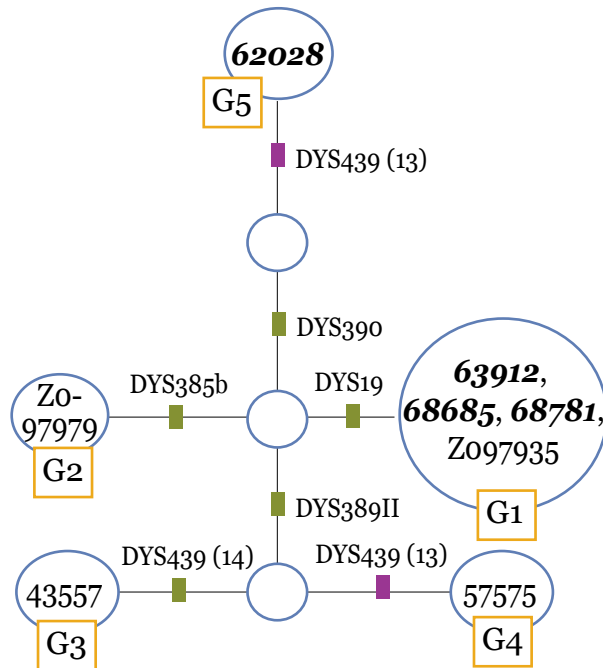 62028
G5
DYS439 (13)
DYS390
DYS385b
DYS19
Z0-
97979
G2
63912,
68685, 68781,
Z097935
G1
DYS389II
DYS439 (14)
DYS439 (13)
43557
G3
57575
G4